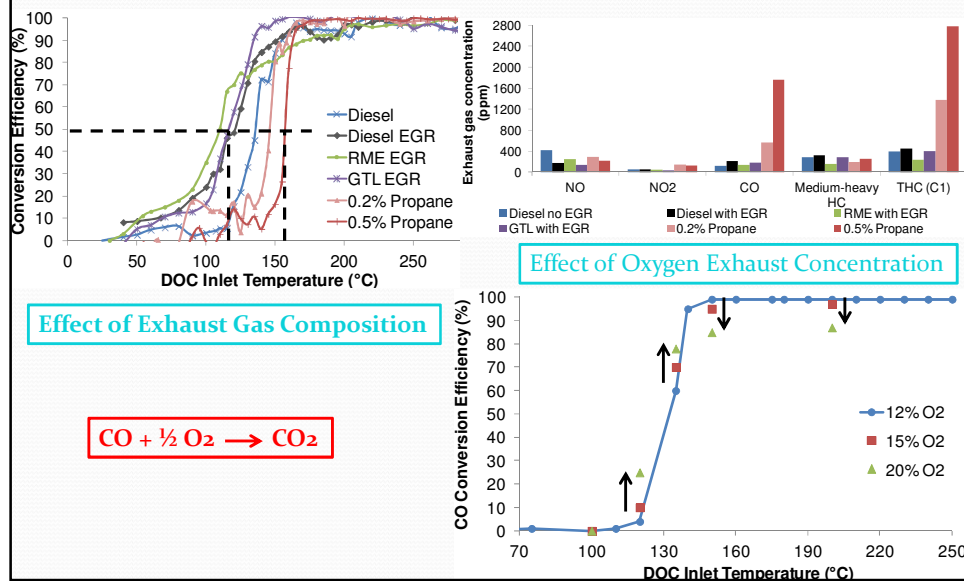 Conversion Efficiency (%)
100
90
80
70
60
50
40
30
20
10
0
0 50 100 150 200 250
DOC Inlet Temperature (°C)
Diesel
Diesel EGR
RME EGR
GTL EGR
0.2% Propane
0.5% Propane
Exhaust gas concentration
(ppm)
2800
2400
2000
1600
1200
800
400
0
NO NO2 CO Medium-heavy THC (C1)
HC
Diesel no EGR Diesel with EGR RME with EGR
GTL with EGR 0.2% Propane 0.5% Propane
Effect of Exhaust Gas Composition
Effect of Oxygen Exhaust Concentration
CO + ½ O2 → CO2
CO Conversion Efficiency (%)
100
90
80
70
60
50
40
30
20
10
0
70 100 130 160 190 220 250
DOC Inlet Temperature (°C)
12% O2
15% O2
20% O2